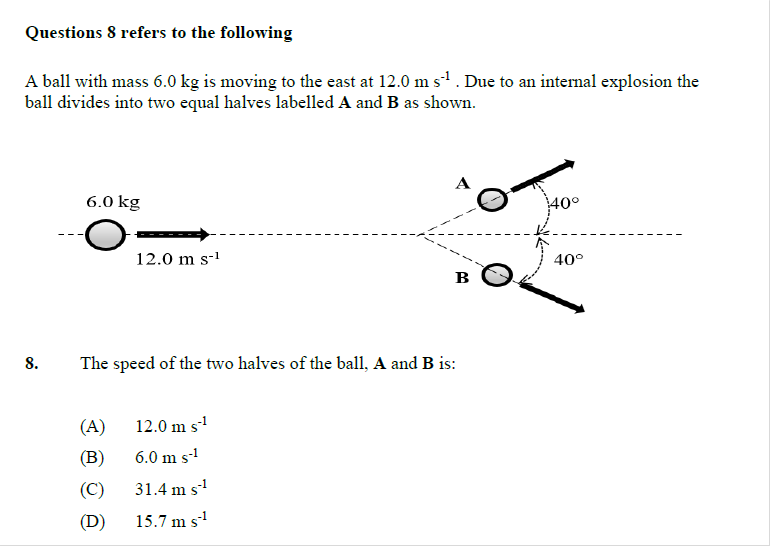 Questions 8 refers to the following
A ball with mass 6.0 kg is moving to the east at 12.0 m s⁻¹ . Due to an internal explosion the
ball divides into two equal halves labelled A and B as shown.
A
6.0 kg
40°
12.0 m s⁻¹
40°
B
8. The speed of the two halves of the ball, A and B is:
(A) 12.0 m s⁻¹
(B) 6.0 m s⁻¹
(C) 31.4 m s⁻¹
(D) 15.7 m s⁻¹